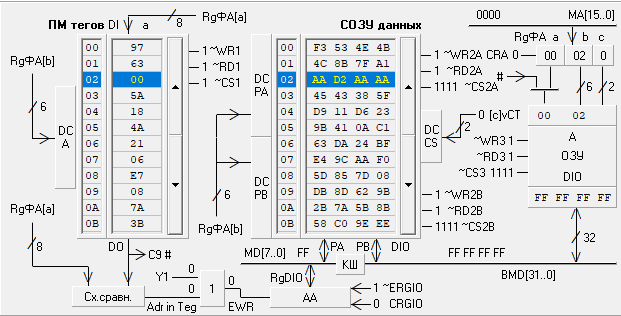 ПМ тегов DI a 8 RgФА[a] СОЗУ данных 0000 MA[15..0]
RgФА a b c
RgФА[b] 1 ~WR1 1 ~WR2A CRA 0 00 02 0
1 ~RD1 1 ~RD2A
1 ~CS1 1111 ~CS2A # 6 2
00 97 F3 53 4E 4B
01 63 4C 8B 7F A1
02 00 02 AA D2 AA AA
03 5A 03 45 43 38 5F
04 18 04 D9 11 D6 23
05 4A 05 9B 41 0A C1
06 21 06 63 DA 24 BF
07 06 07 E4 9C AA F0
08 E7 08 5D 85 7D 08
09 08 09 DB 8D 62 9B
0A 7A 0A 2B 7A 5B 8B
0B 3B 0B 58 C0 9E EE
00
01
6 DC A
DC PA
DC PB
DC CS
2
0 [c]vCT
00 02
~WR3 1 A
~RD3 1 ОЗУ
~CS3 1111 DIO
FF FF FF FF
6
RgФА[b]
1 ~WR2B
1 ~RD2B
1111 ~CS2B
32
RgФА[a]
8
DO
C9 #
MD[7..0] FF PA PB DIO FF FF FF FF
КШ
BMD[31..0]
Y1 0
0
1
0
RgDIO
Сх.сравн.
Adr in Teg
EWR
AA
1 ~ERGIO
0 CRGIO